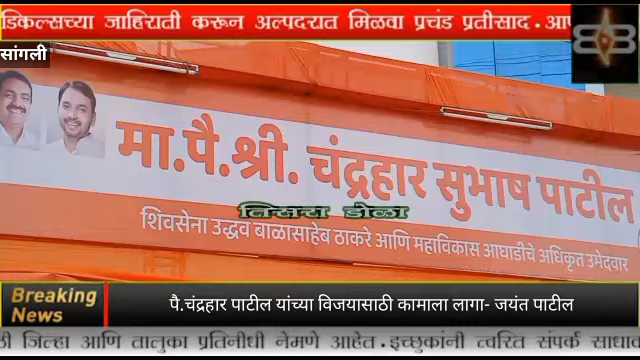 डिकल्सच्या जाहिराती करून अल्पदरात मिळवा प्रचंड प्रतीसाद.
सांगली
मा.पै.श्री. चंद्रहार सुभाष पाटील
तिसरा डोळा
शिवसेना उद्धव बाळासाहेब ठाकरे आणि महाविकास आघाडीचे अधिकृत उमेदवार
Breaking News
पै.चंद्रहार पाटील यांच्या विजयासाठी कामाला लागा- जयंत पाटील
जिल्हा आणि तालुका प्रतीनीधी नेमणे आहेत.इच्छुकांनी त्वरित संपर्क